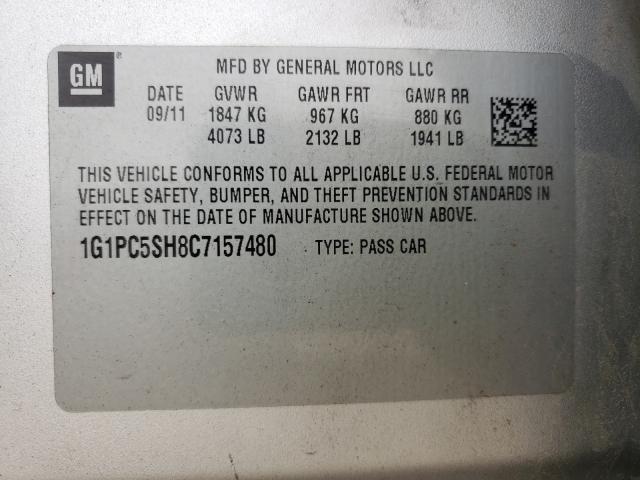 GM
MFD BY GENERAL MOTORS LLC
DATE GVWR GAWR FRT GAWR RR
09/11 1847 KG 967 KG 880 KG
4073 LB 2132 LB 1941 LB
THIS VEHICLE CONFORMS TO ALL APPLICABLE U.S. FEDERAL MOTOR
VEHICLE SAFETY, BUMPER, AND THEFT PREVENTION STANDARDS IN
EFFECT ON THE DATE OF MANUFACTURE SHOWN ABOVE.
1G1PC5SH8C7157480 TYPE: PASS CAR